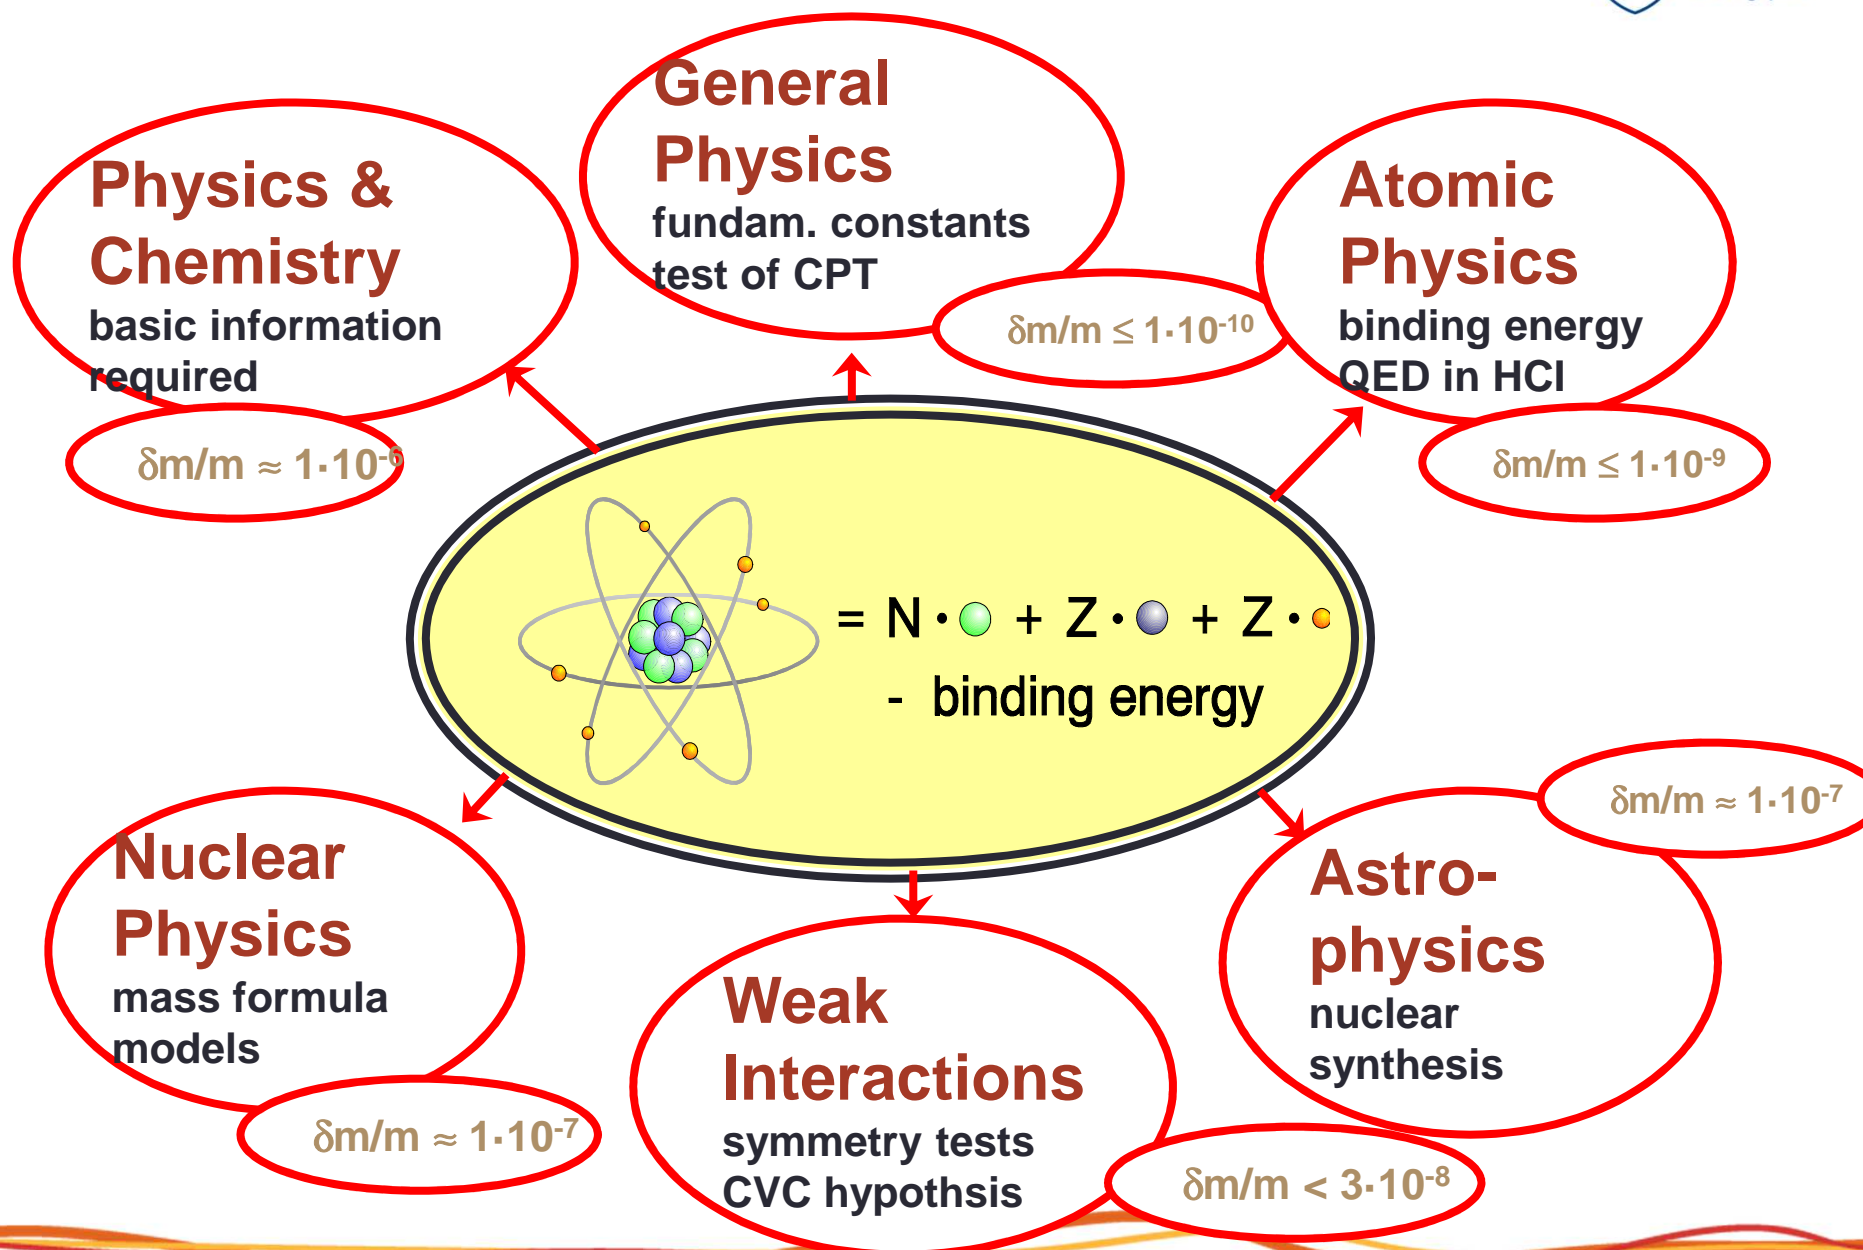 General
Physics
fundam. constants
test of CPT
δm/m ≤ 1·10⁻¹⁰
Physics &
Chemistry
basic information
required
δm/m ≈ 1·10⁻⁶
Atomic
Physics
binding energy
QED in HCI
δm/m ≤ 1·10⁻⁹
= N · + Z · + Z ·
- binding energy
Nuclear
Physics
mass formula
models
δm/m ≈ 1·10⁻⁷
Weak
Interactions
symmetry tests
CVC hypothsis
δm/m < 3·10⁻⁸
δm/m ≈ 1·10⁻⁷
Astro-
physics
nuclear
synthesis